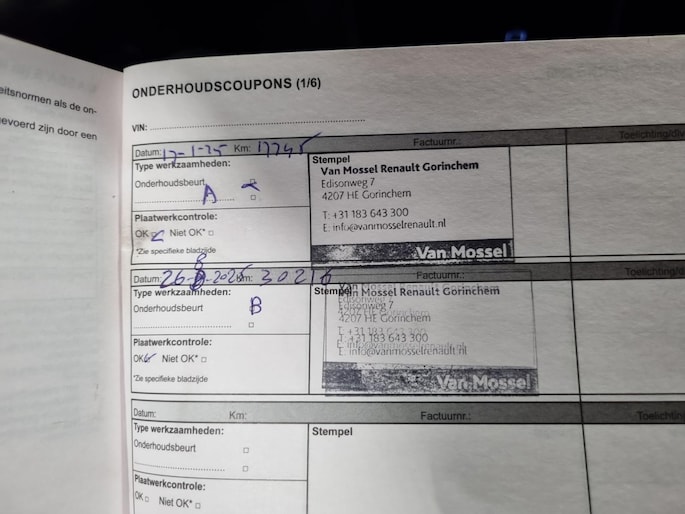 eitsnormen als de on-
gevoerd zijn door een
ONDERHOUDSCOUPONS (1/6)
VIN:
Datum: 17-1-25 Km: 17745 Factuurnr.: Toelichting/div
Type werkzaamheden:
Onderhoudsbeurt
A
Plaatwerkcontrole:
OK Niet OK*
*Zie specifieke bladzijde
Stempel
Van Mossel Renault Gorinchem
Edisonweg 7
4207 HE Gorinchem
T: +31 183 643 300
E: info@vanmosselrenault.nl
Van Mossel
Datum: 26-8-2025 Km: 30216 Factuurnr.: Toelichting/di
Type werkzaamheden:
Onderhoudsbeurt B
Plaatwerkcontrole:
OK Niet OK*
*Zie specifieke bladzijde
Stempel
Van Mossel Renault Gorinchem
Edisonweg 7
4207 HE Gorinchem
T: +31 183 643 300
E: info@vanmosselrenault.nl
Van Mossel
Datum: Km: Factuurnr.: Toelichtin
Type werkzaamheden:
Onderhoudsbeurt
Plaatwerkcontrole:
OK Niet OK*
Stempel